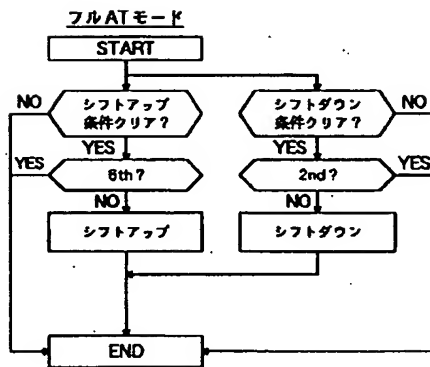 フルATモード
START
NO
シフトアップ
条件クリア？
シフトダウン
条件クリア？
NO
YES
YES
YES
6th？
2nd？
YES
NO
NO
シフトアップ
シフトダウン
END